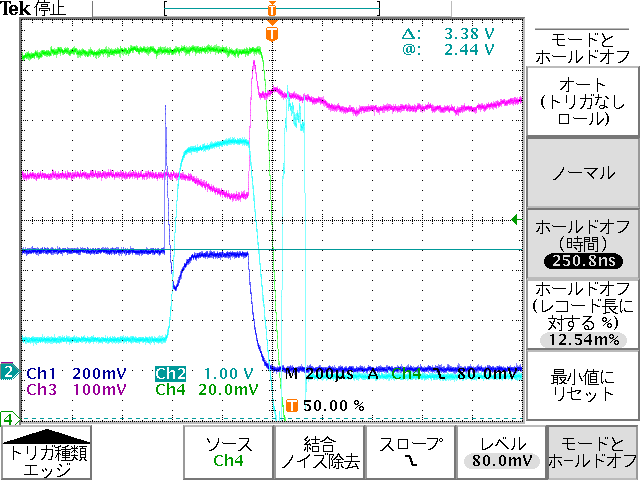 Tek 停止
T
T
Δ: 3.38 V
@: 2.44 V
モードと
ホールドオフ
オート
(トリガなし
ロール)
ノーマル
ホールドオフ
(時間)
250.8ns
ホールドオフ
(レコード長に
対する %)
12.54m%
最小値に
リセット
2
4
Ch1 200mV Ch2 1.00 V M 200µs A Ch4 80.0mV
Ch3 100mV Ch4 20.0mV
T 50.00 %
トリガ種類
エッジ
ソース
Ch4
結合
ノイズ除去
スロープ
レベル
80.0mV
モードと
ホールドオフ